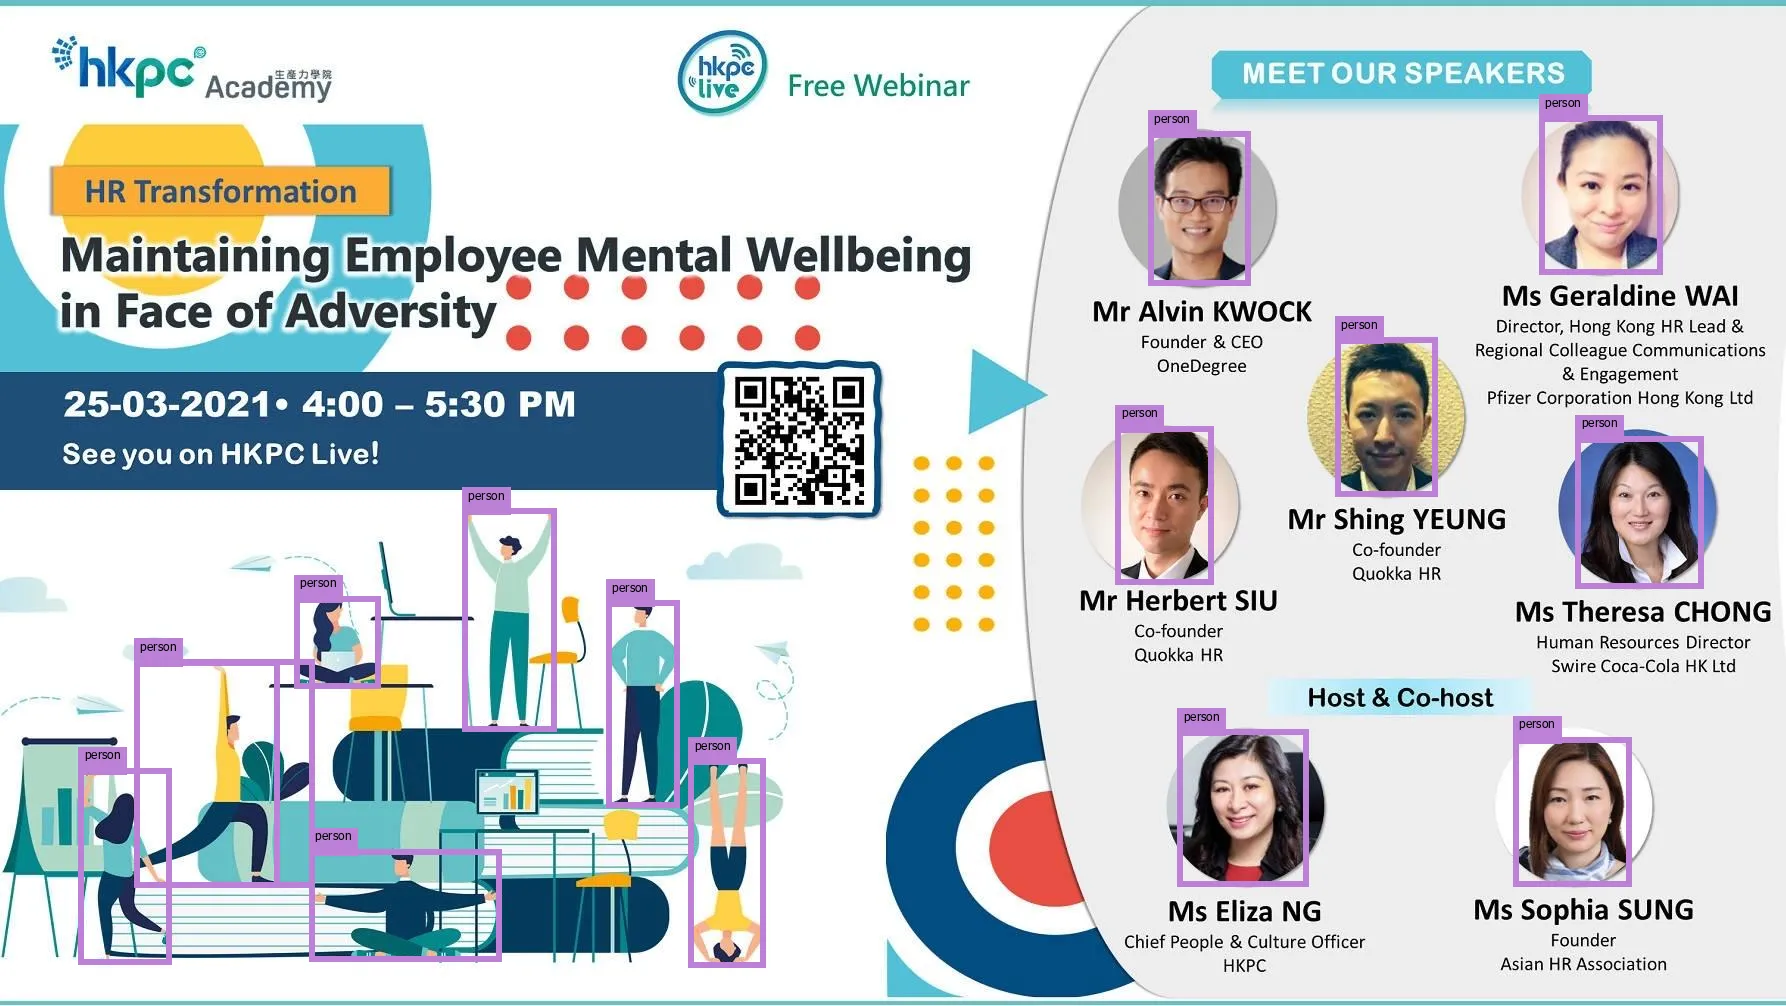 hkpc Academy
生產力學院
hkpc live
Free Webinar
HR Transformation
Maintaining Employee Mental Wellbeing
in Face of Adversity
25-03-2021• 4:00 – 5:30 PM
See you on HKPC Live!
MEET OUR SPEAKERS
person
Mr Alvin KWOCK
Founder & CEO
OneDegree
person
Ms Geraldine WAI
Director, Hong Kong HR Lead &
Regional Colleague Communications
& Engagement
Pfizer Corporation Hong Kong Ltd
person
Mr Shing YEUNG
Co-founder
Quokka HR
person
Mr Herbert SIU
Co-founder
Quokka HR
person
Ms Theresa CHONG
Human Resources Director
Swire Coca-Cola HK Ltd
Host & Co-host
person
Ms Eliza NG
Chief People & Culture Officer
HKPC
person
Ms Sophia SUNG
Founder
Asian HR Association
person
person
person
person
person
person
person